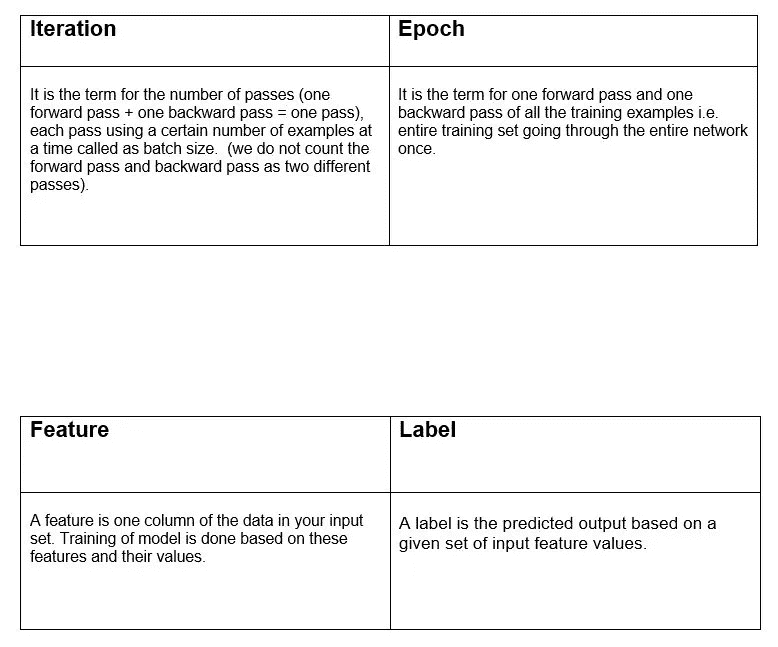 Iteration
Epoch
It is the term for the number of passes (one
forward pass + one backward pass = one pass),
each pass using a certain number of examples at
a time called as batch size.  (we do not count the
forward pass and backward pass as two different
passes).
It is the term for one forward pass and one
backward pass of all the training examples i.e.
entire training set going through the entire network
once.
Feature
Label
A feature is one column of the data in your input
set. Training of model is done based on these
features and their values.
A label is the predicted output based on a
given set of input feature values.